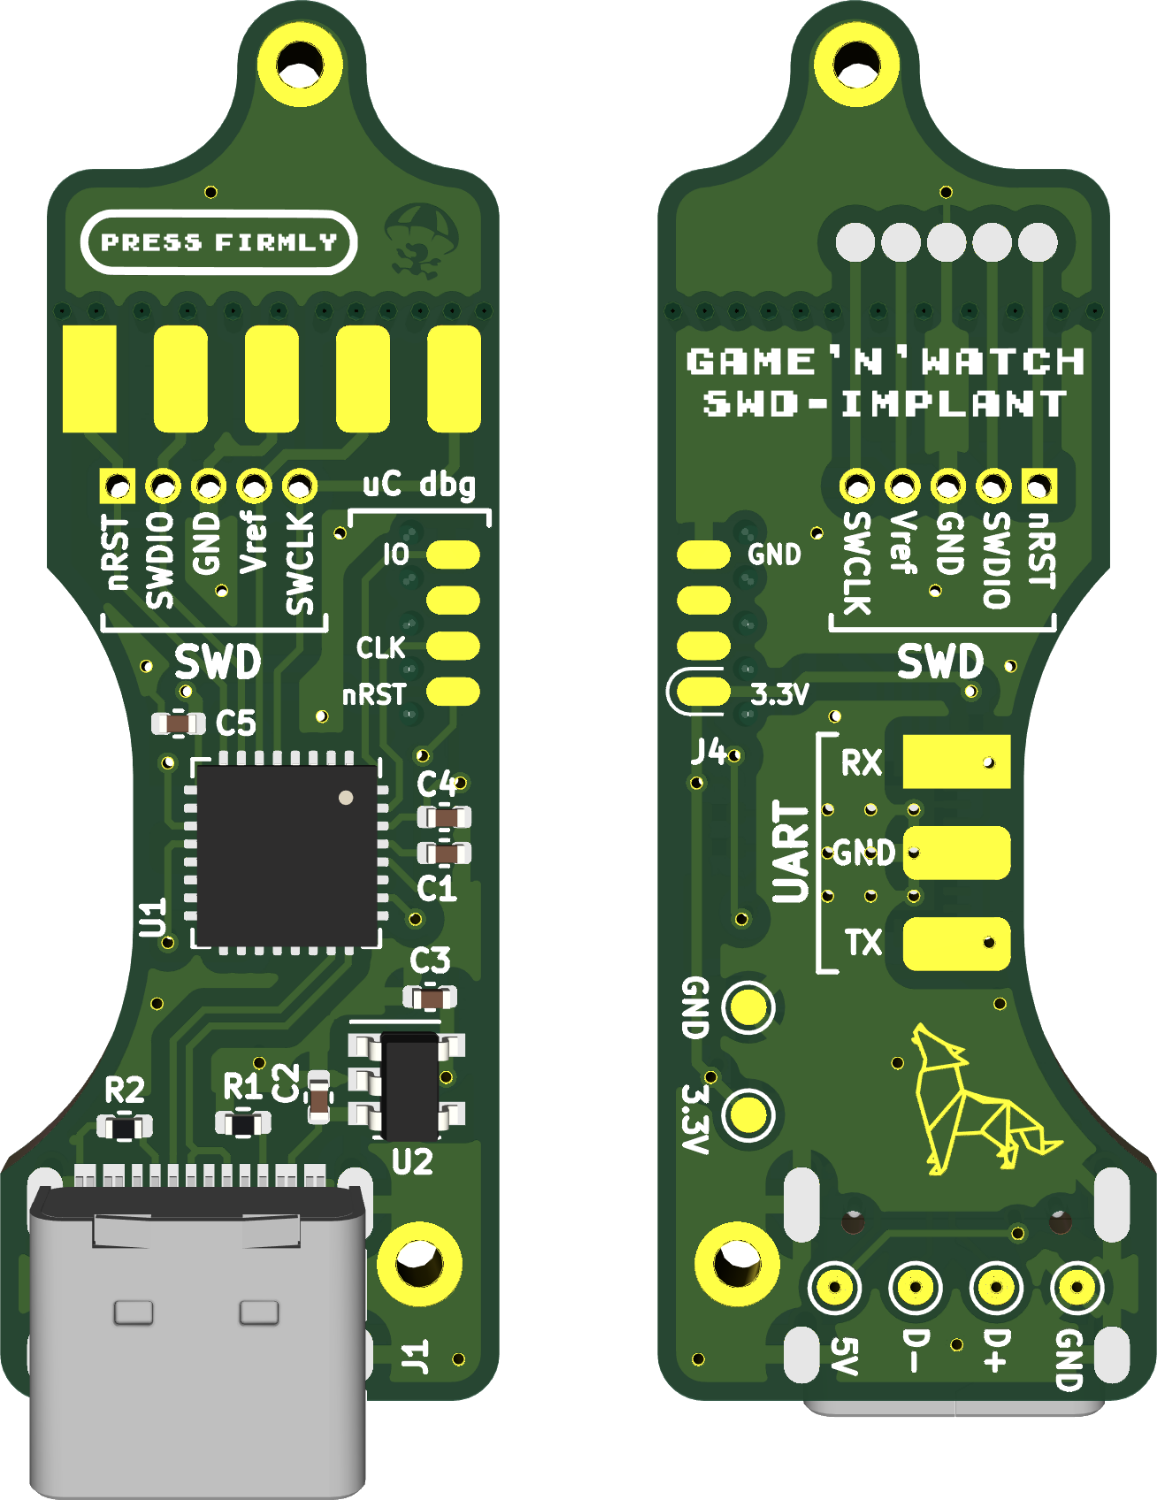 PRESS FIRMLY
uC dbg
nRST
SWDIO
GND
Vref
SWCLK
IO
CLK
nRST
SWD
C5
C4
C1
U1
C3
C2
R2
R1
U2
J1
GAME'N'WATCH
SWD-IMPLANT
SWCLK
Vref
GND
SWDIO
nRST
GND
SWD
3.3V
J4
UART
RX
GND
TX
GND
3.3V
5V
D-
D+
GND